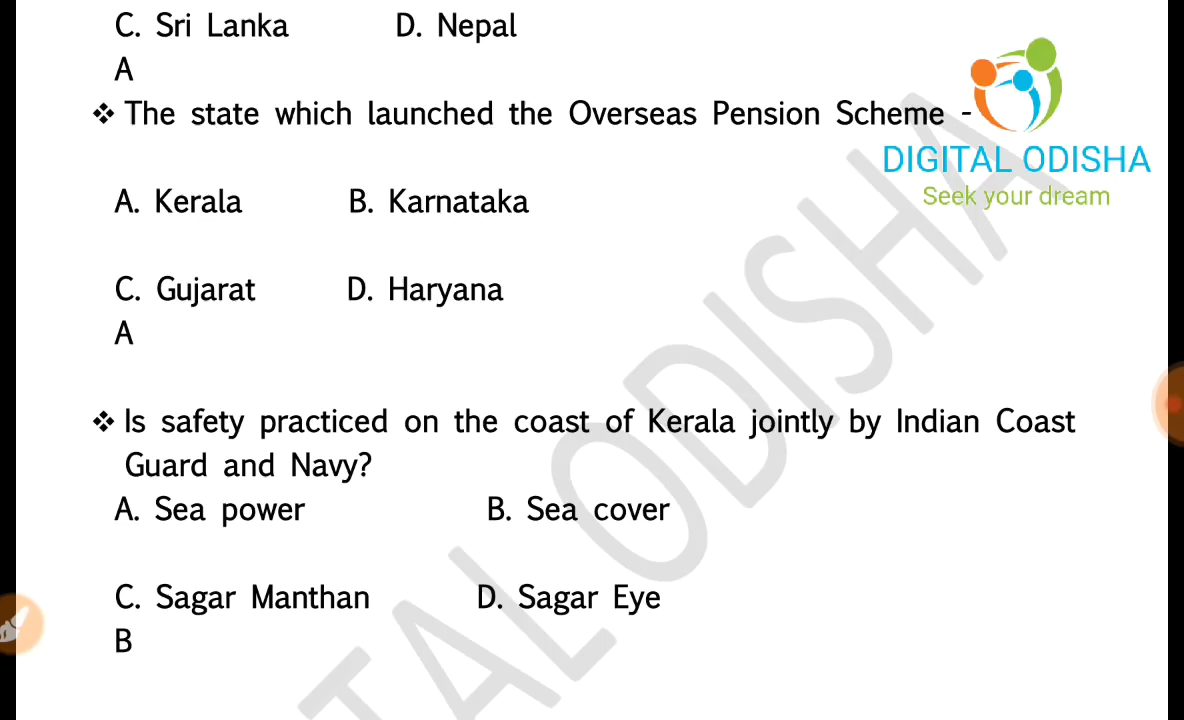 C. Sri Lanka D. Nepal
A
❖ The state which launched the Overseas Pension Scheme -
DIGITAL ODISHA
Seek your dream
A. Kerala B. Karnataka
C. Gujarat D. Haryana
A
❖ Is safety practiced on the coast of Kerala jointly by Indian Coast
Guard and Navy?
A. Sea power B. Sea cover
C. Sagar Manthan D. Sagar Eye
B
TAL ODISHA